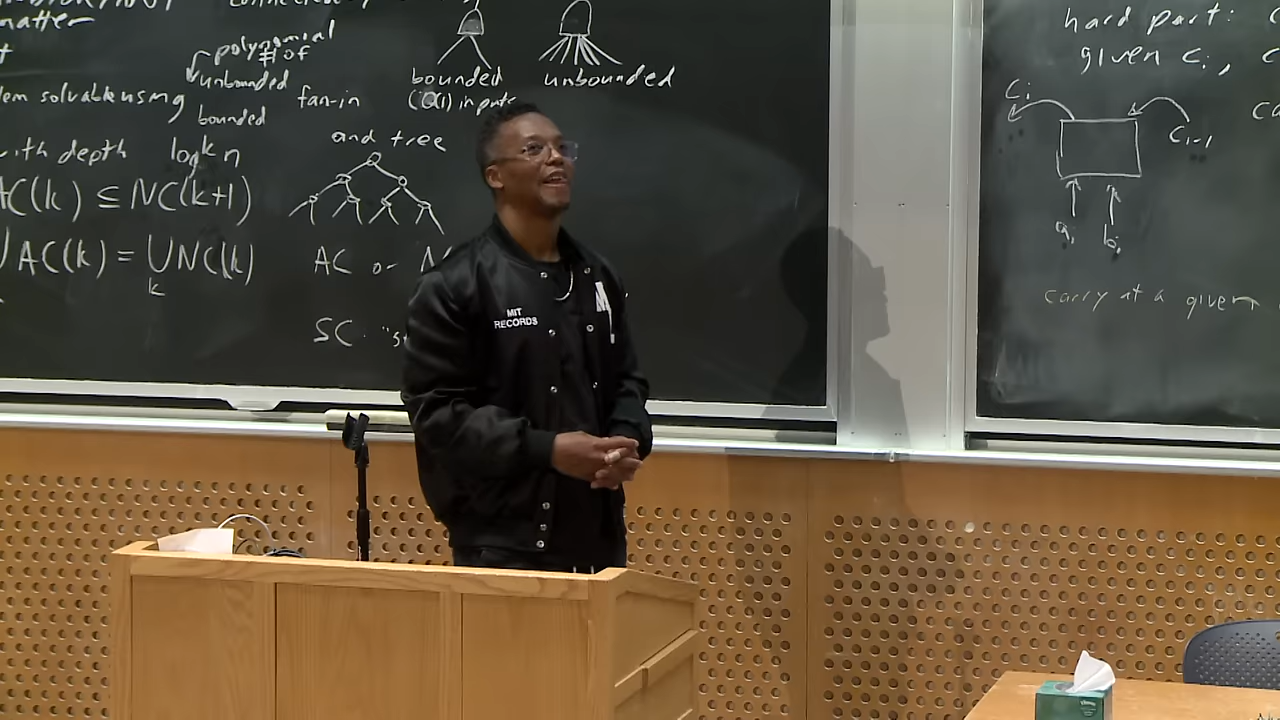 matter
polynomial
# of
unbounded
solvable using
bounded
fan-in
with depth log^k n
AC(k) ⊆ NC(k+1)
AC(k) = ⋃ NC(k)
k
bounded
(O(1) inputs
unbounded
and tree
AC or
SC "s
MIT
RECORDS
M
hard part:
given c_i,
c_i
c_{i-1}
a_i
b_i
carry at a given
Kleenex